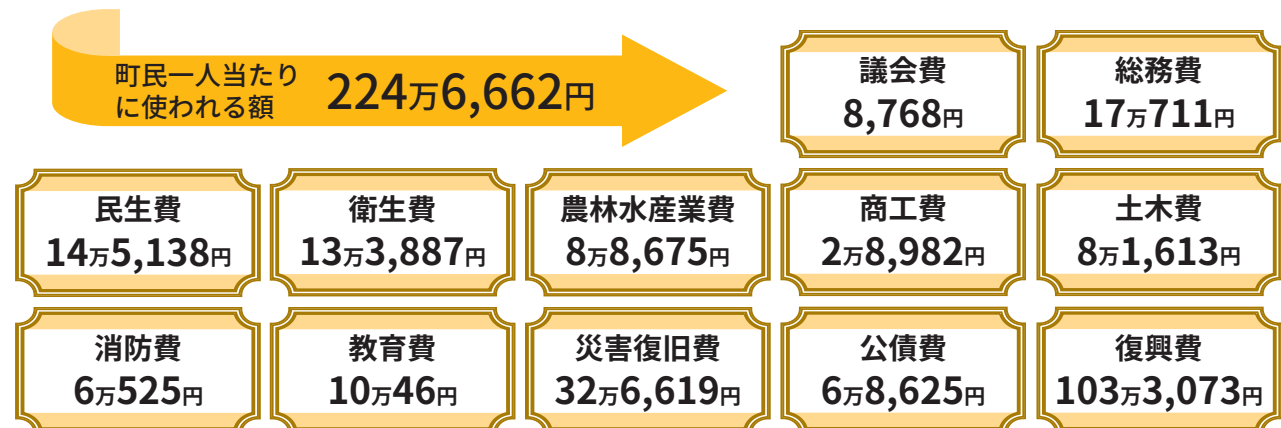 町民一人当たり
に使われる額
224万6,662円
議会費
8,768円
総務費
17万711円
民生費
14万5,138円
衛生費
13万3,887円
農林水産業費
8万8,675円
商工費
2万8,982円
土木費
8万1,613円
消防費
6万525円
教育費
10万46円
災害復旧費
32万6,619円
公債費
6万8,625円
復興費
103万3,073円